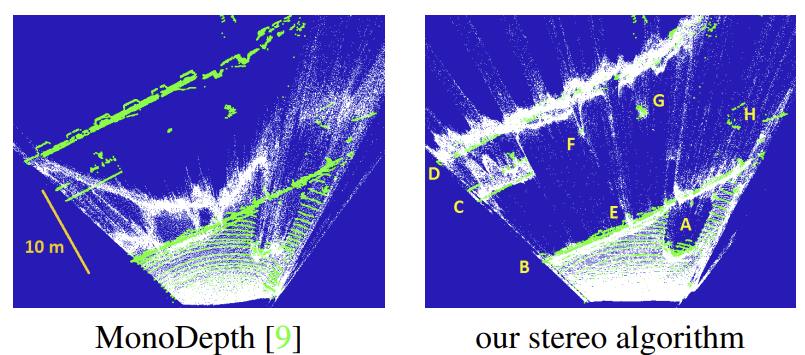 10 m
D
C
B
F
E
G
A
H
MonoDepth [9]
our stereo algorithm